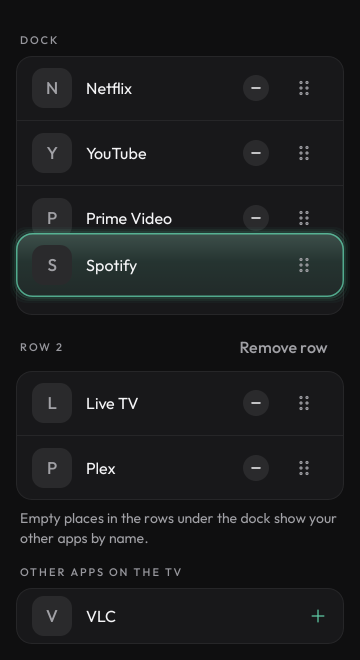 DOCK
N Netflix
Y YouTube
P Prime Video
S Spotify
ROW 2 Remove row
L Live TV
P Plex
Empty places in the rows under the dock show your
other apps by name.
OTHER APPS ON THE TV
V VLC